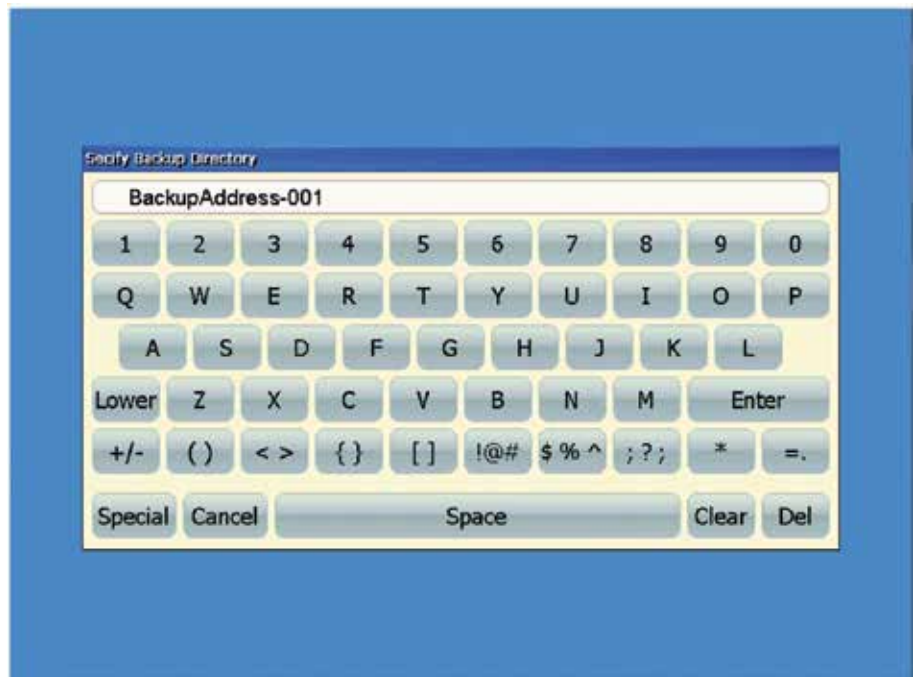 Secify Backup Directory
BackupAddress-001
1 2 3 4 5 6 7 8 9 0
Q W E R T Y U I O P
A S D F G H J K L
Lower Z X C V B N M Enter
+/- ( ) < > { } [ ] !@# $ % ^ ; ? ; * =.
Special Cancel Space Clear Del